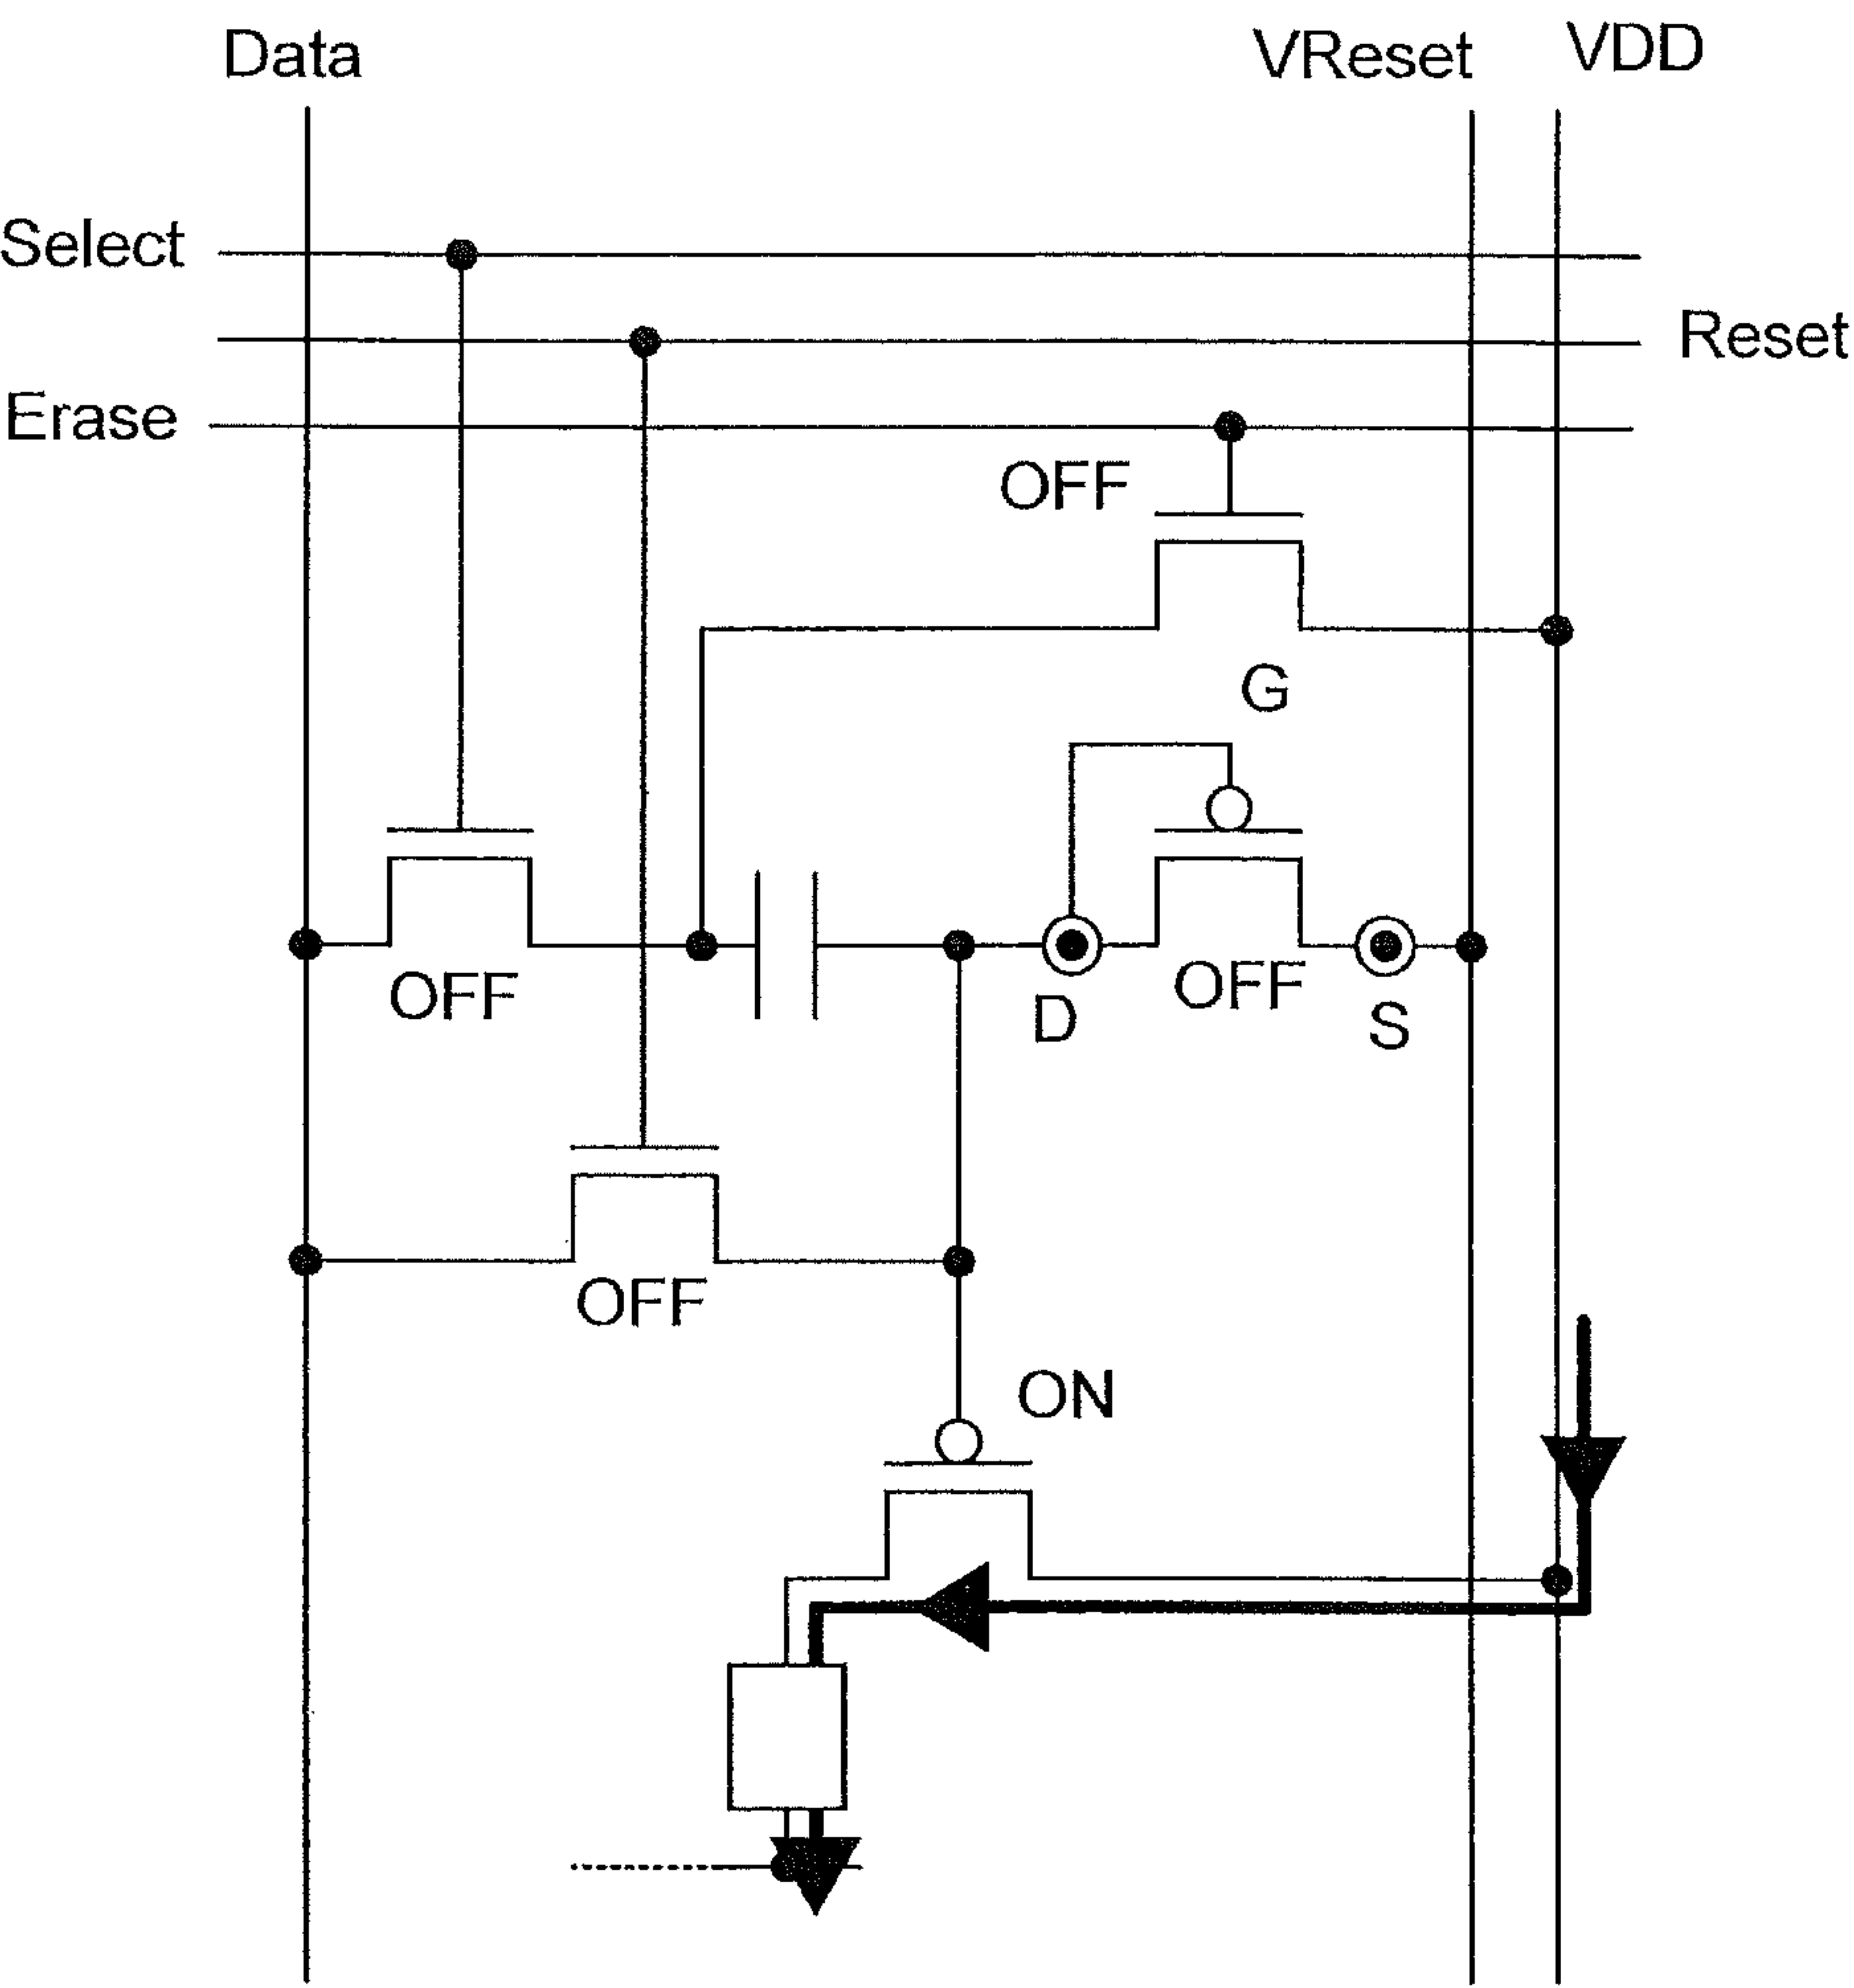 Data
VReset
VDD
Select
Reset
Erase
OFF
G
OFF
D
OFF
S
OFF
ON